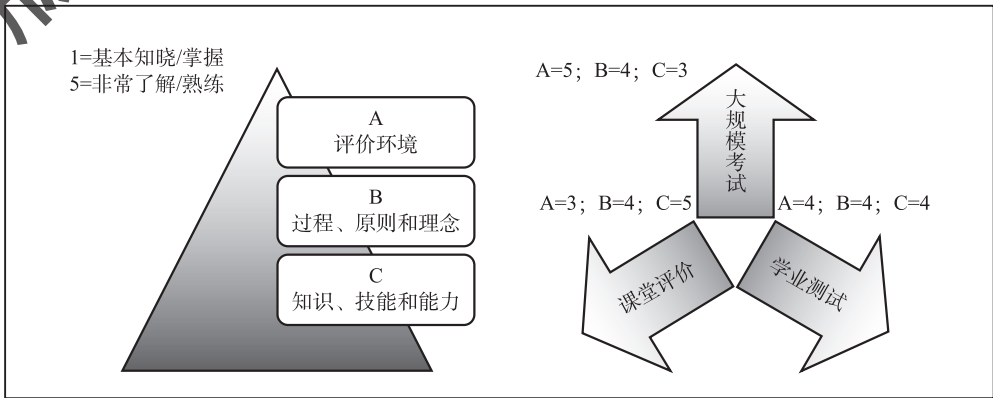 1=基本知晓/掌握
5=非常了解/熟练
A
评价环境
B
过程、原则和理念
C
知识、技能和能力
A=5；B=4；C=3
大规模考试
A=3；B=4；C=5
A=4；B=4；C=4
课堂评价
学业测试